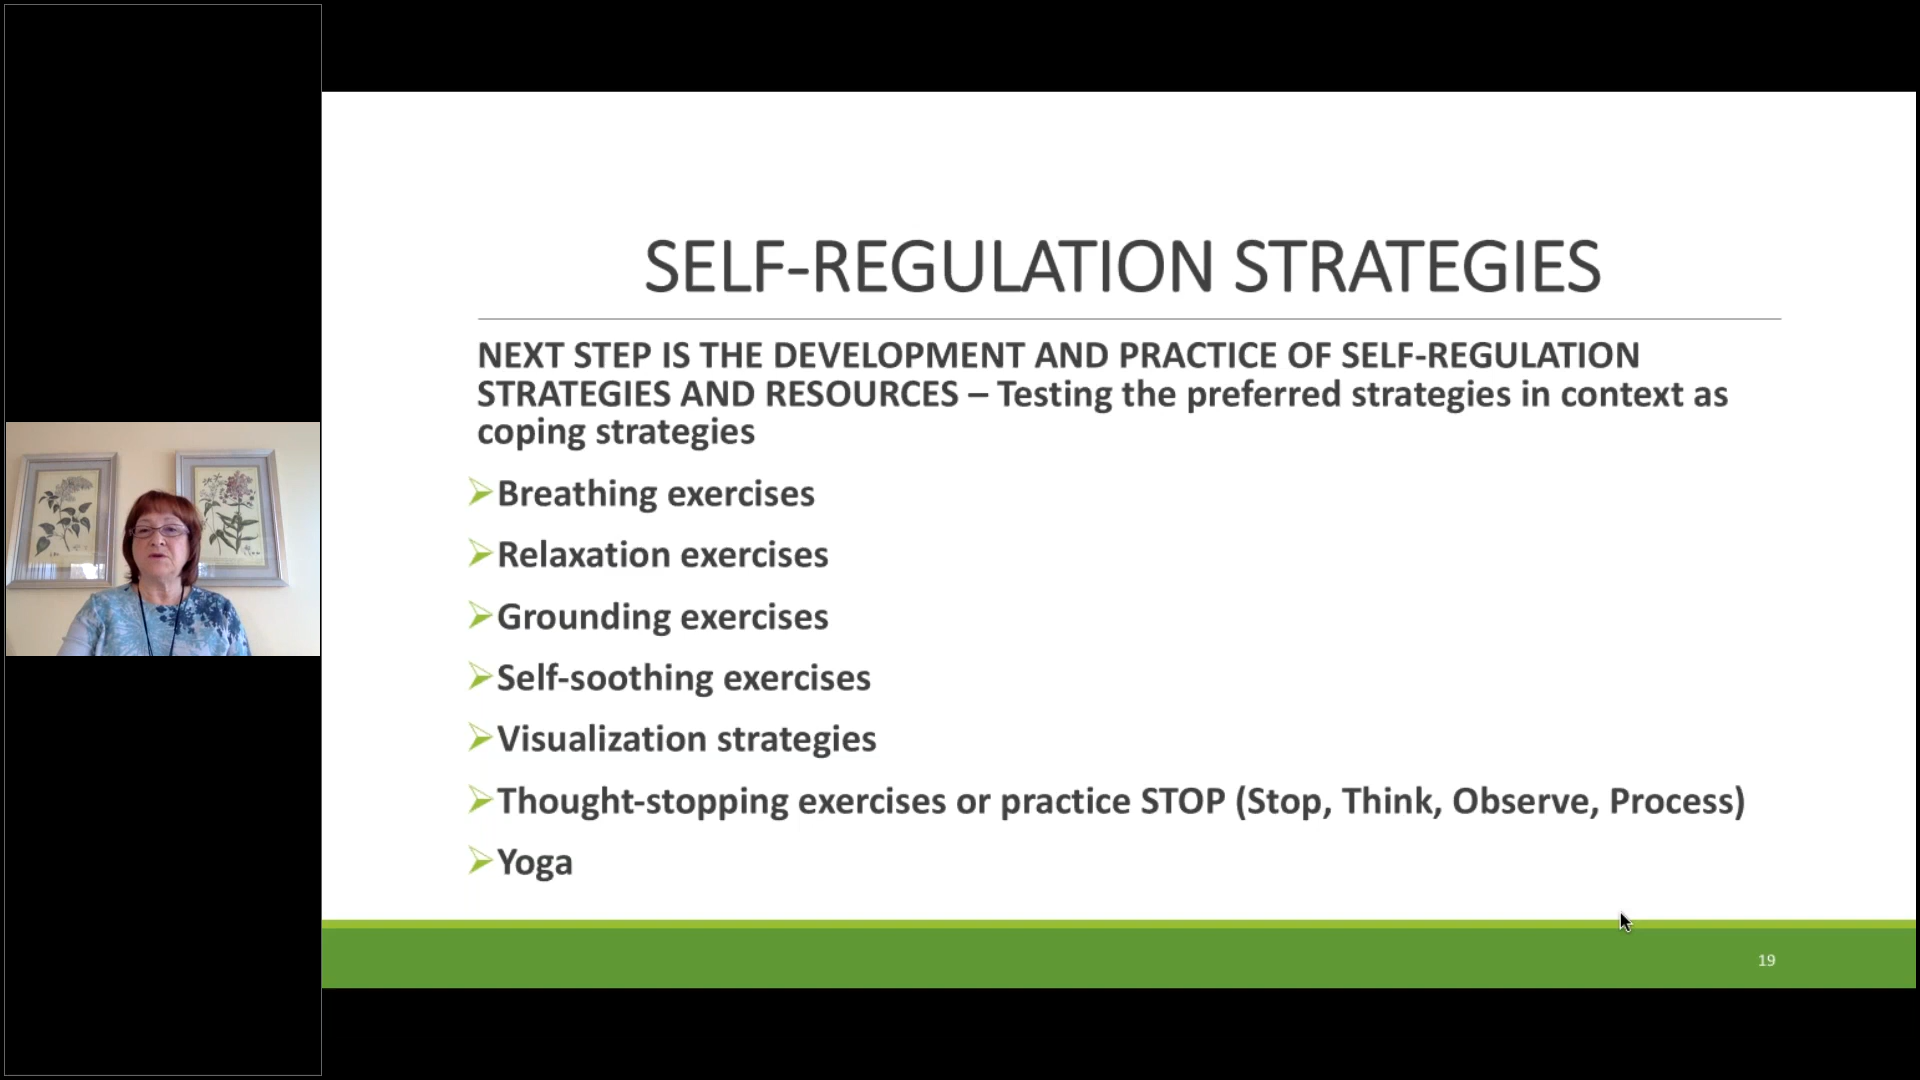 SELF-REGULATION STRATEGIES
NEXT STEP IS THE DEVELOPMENT AND PRACTICE OF SELF-REGULATION
STRATEGIES AND RESOURCES – Testing the preferred strategies in context as
coping strategies
Breathing exercises
Relaxation exercises
Grounding exercises
Self-soothing exercises
Visualization strategies
Thought-stopping exercises or practice STOP (Stop, Think, Observe, Process)
Yoga
19